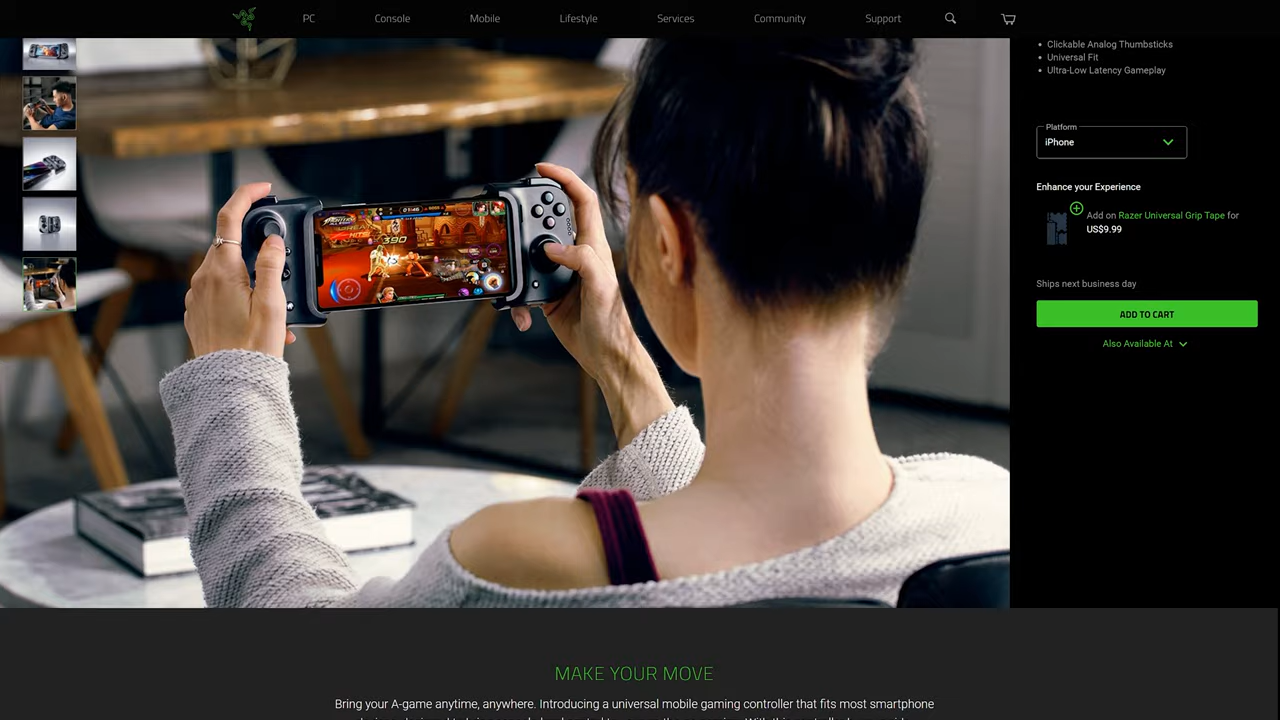 PC
Console
Mobile
Lifestyle
Services
Community
Support
Clickable Analog Thumbsticks
Universal Fit
Ultra-Low Latency Gameplay
Platform
iPhone
Enhance your Experience
Add on Razer Universal Grip Tape for
US$9.99
Ships next business day
ADD TO CART
Also Available At
390
MAKE YOUR MOVE
Bring your A-game anytime, anywhere. Introducing a universal mobile gaming controller that fits most smartphone